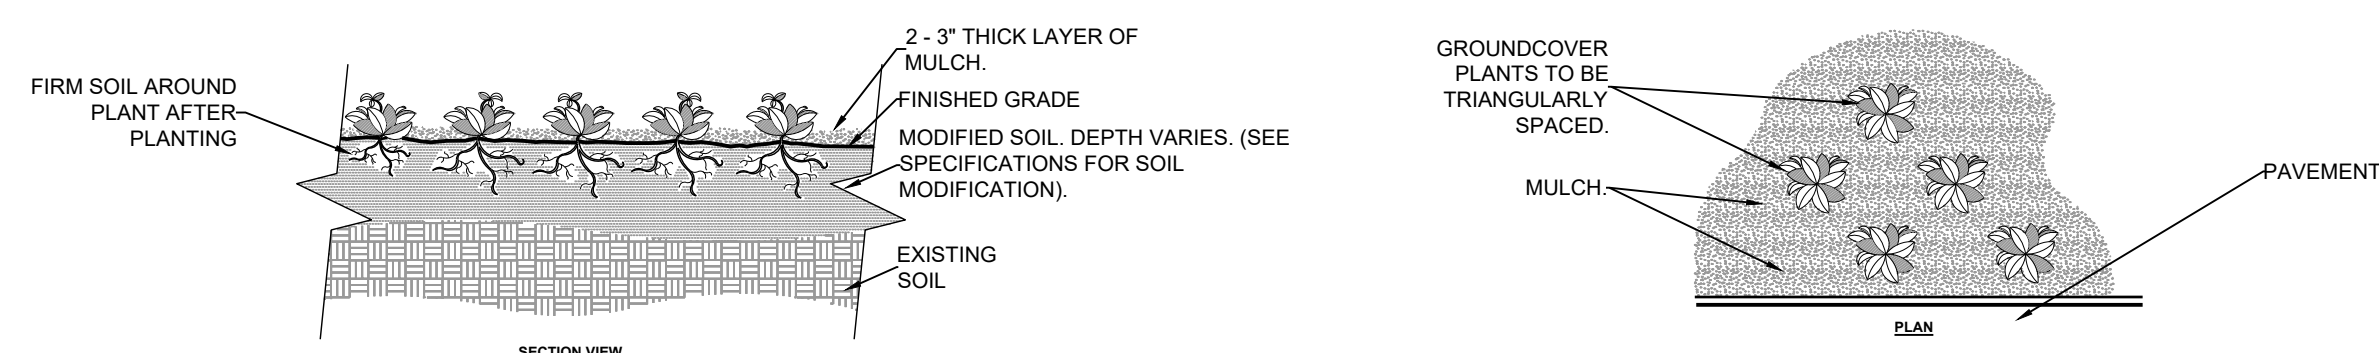 FIRM SOIL AROUND
PLANT AFTER
PLANTING
2 - 3" THICK LAYER OF
MULCH.
FINISHED GRADE
MODIFIED SOIL. DEPTH VARIES. (SEE
SPECIFICATIONS FOR SOIL
MODIFICATION).
EXISTING
SOIL
SECTION VIEW
GROUNDCOVER
PLANTS TO BE
TRIANGULARLY
SPACED.
MULCH.
PAVEMENT
PLAN